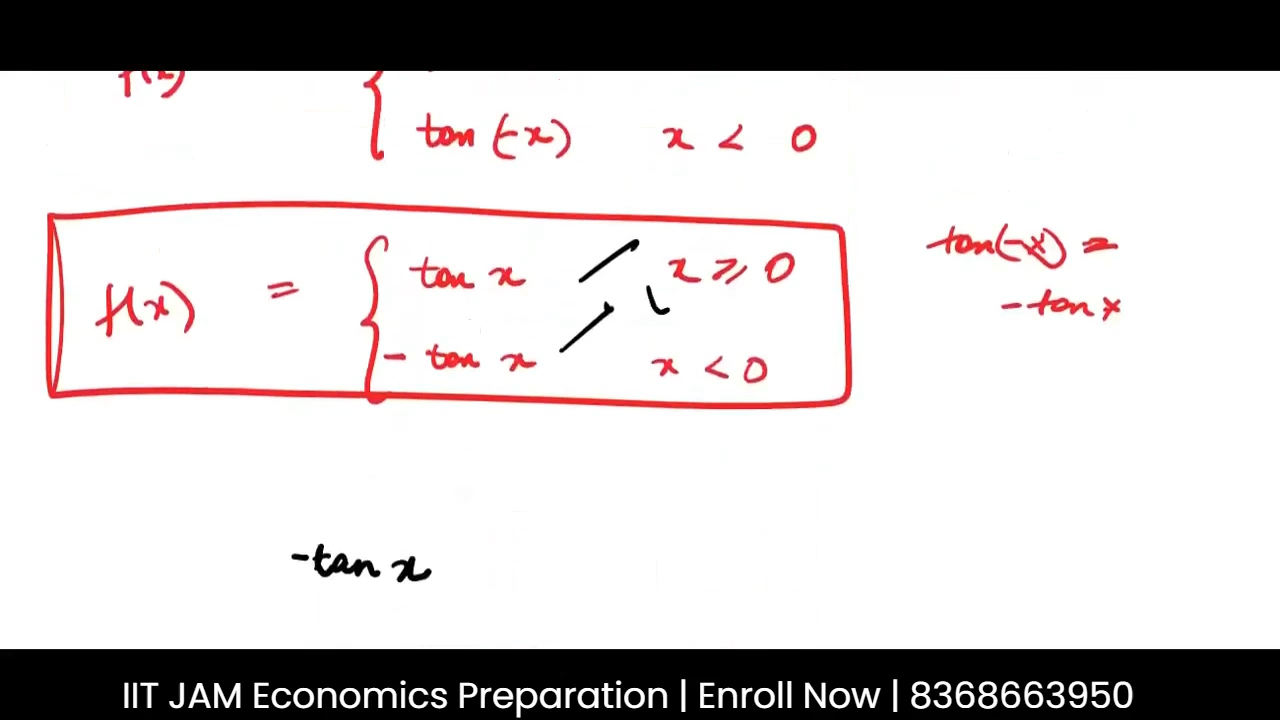 f(x)
tan (-x) x < 0
f(x) = { tan x x ⩾ 0
- tan x x < 0
tan(-x) =
- tan x
-tan x
IIT JAM Economics Preparation | Enroll Now | 8368663950